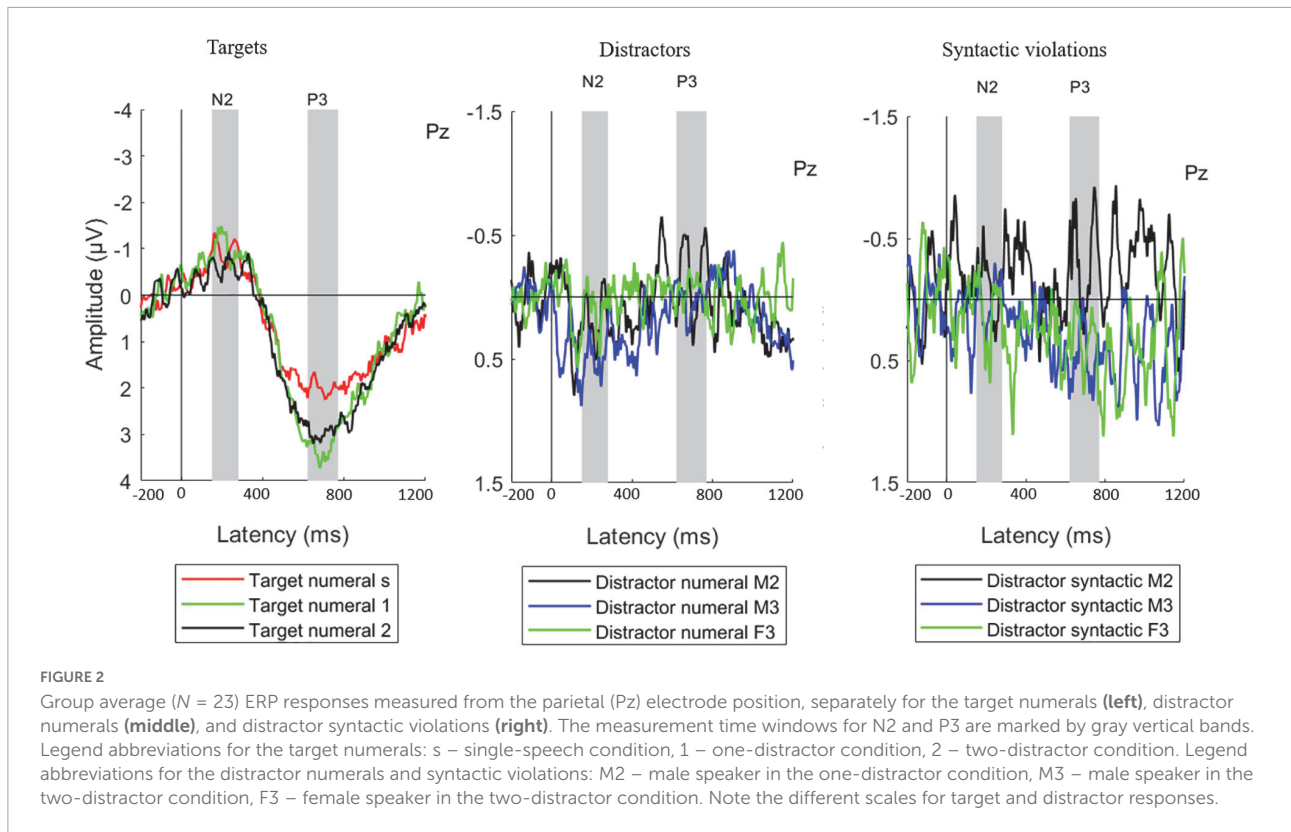 Targets
Distractors
Syntactic violations
N2
P3
N2
P3
N2
P3
Pz
Pz
Pz
Amplitude (µV)
-4
-3
-2
-1
0
1
2
3
4
-1.5
-0.5
0.5
1.5
-1.5
-0.5
0.5
1.5
-200 0 400 800 1200
-200 0 400 800 1200
-200 0 400 800 1200
Latency (ms)
Latency (ms)
Latency (ms)
Target numeral s
Target numeral 1
Target numeral 2
Distractor numeral M2
Distractor numeral M3
Distractor numeral F3
Distractor syntactic M2
Distractor syntactic M3
Distractor syntactic F3
FIGURE 2
Group average (N = 23) ERP responses measured from the parietal (Pz) electrode position, separately for the target numerals (left), distractor
numerals (middle), and distractor syntactic violations (right). The measurement time windows for N2 and P3 are marked by gray vertical bands.
Legend abbreviations for the target numerals: s – single-speech condition, 1 – one-distractor condition, 2 – two-distractor condition. Legend
abbreviations for the distractor numerals and syntactic violations: M2 – male speaker in the one-distractor condition, M3 – male speaker in the
two-distractor condition, F3 – female speaker in the two-distractor condition. Note the different scales for target and distractor responses.